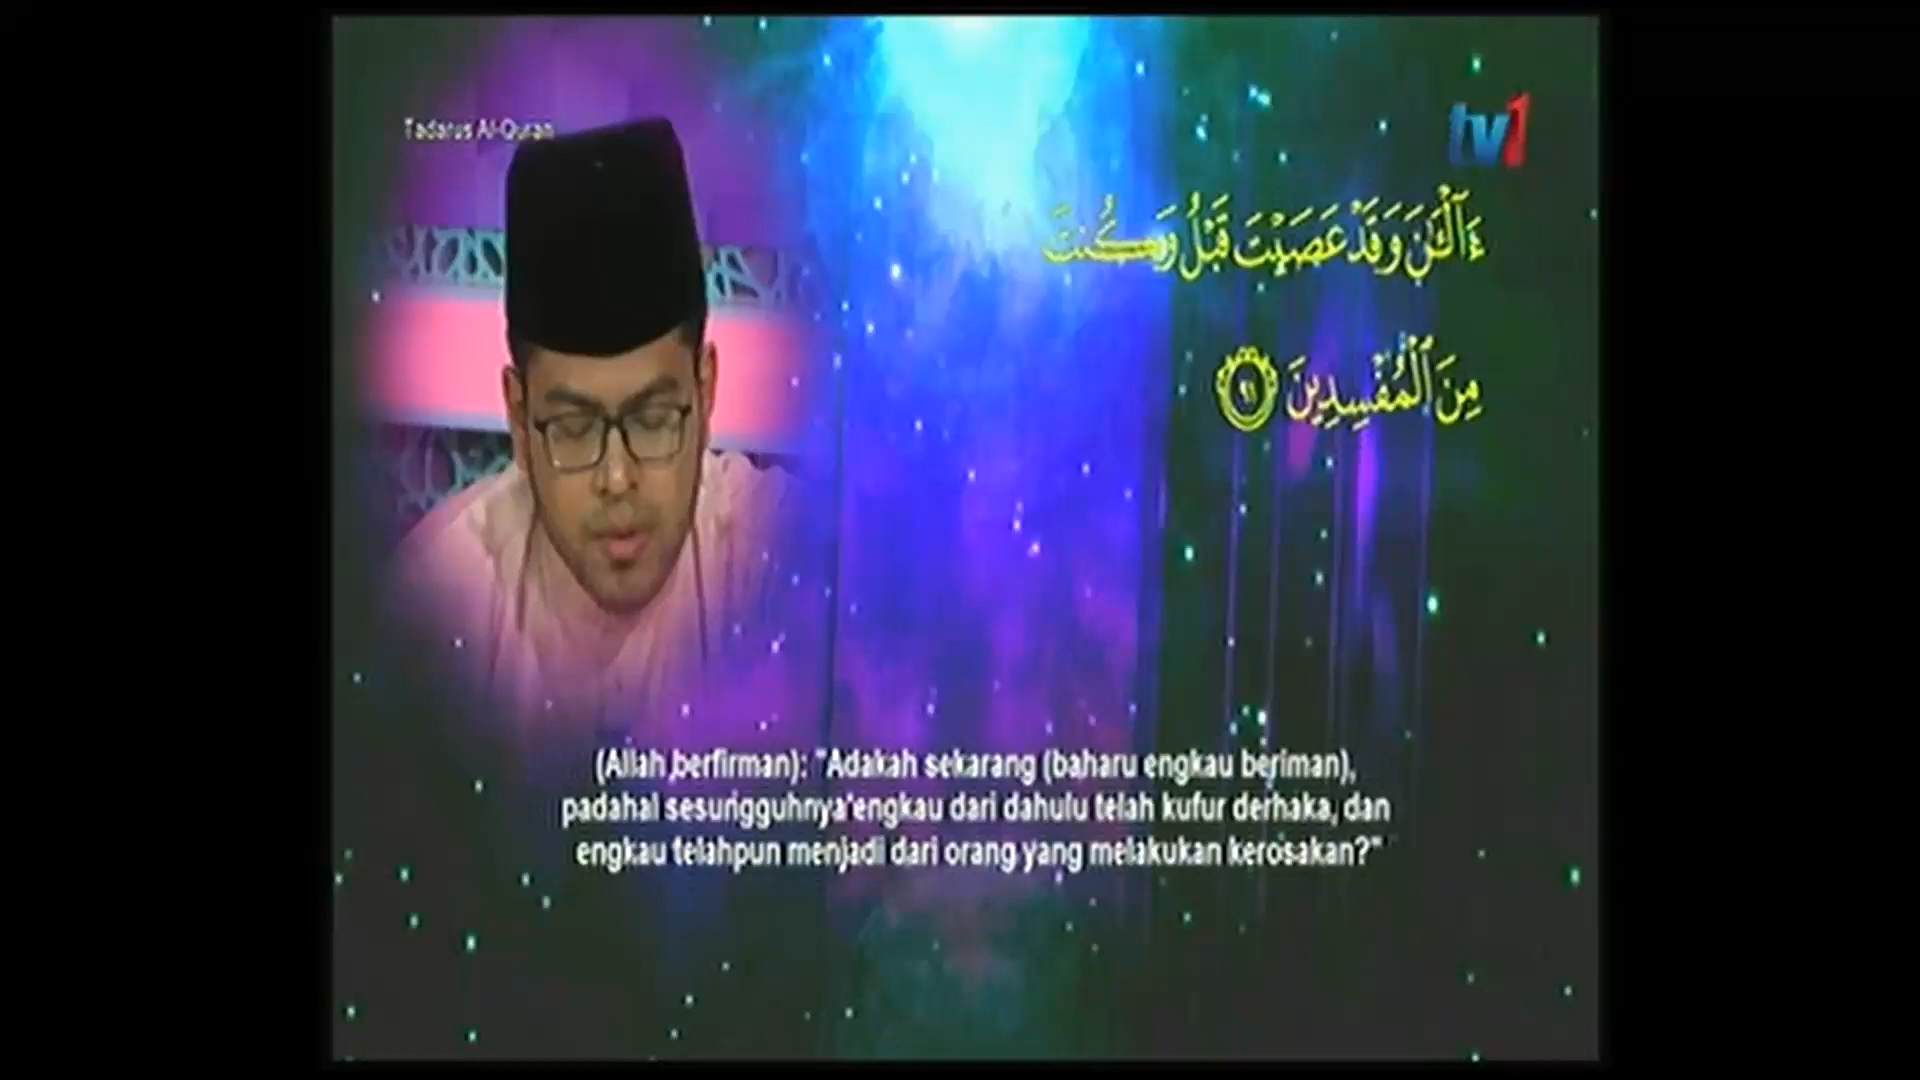 Tadarus Al-Quran
tv1
ءَآلْـَٰٔنَ وَقَدْ عَصَيْتَ قَبْلُ وَكُنتَ
مِنَ ٱلْمُفْسِدِينَ ٩١
(Allah berfirman): "Adakah sekarang (baharu engkau beriman),
padahal sesungguhnya engkau dari dahulu telah kufur derhaka, dan
engkau telahpun menjadi dari orang yang melakukan kerosakan?"